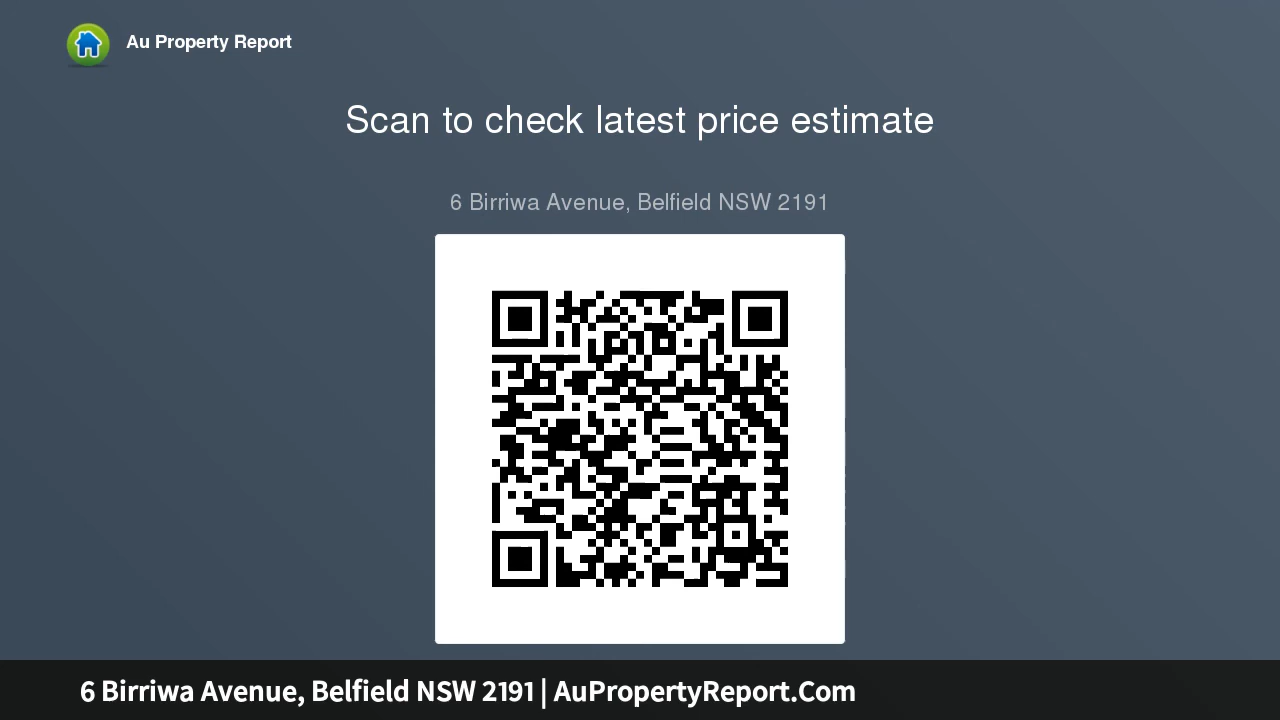 Au Property Report
Scan to check latest price estimate
6 Birriwa Avenue, Belfield NSW 2191
6 Birriwa Avenue, Belfield NSW 2191 | AuPropertyReport.Com